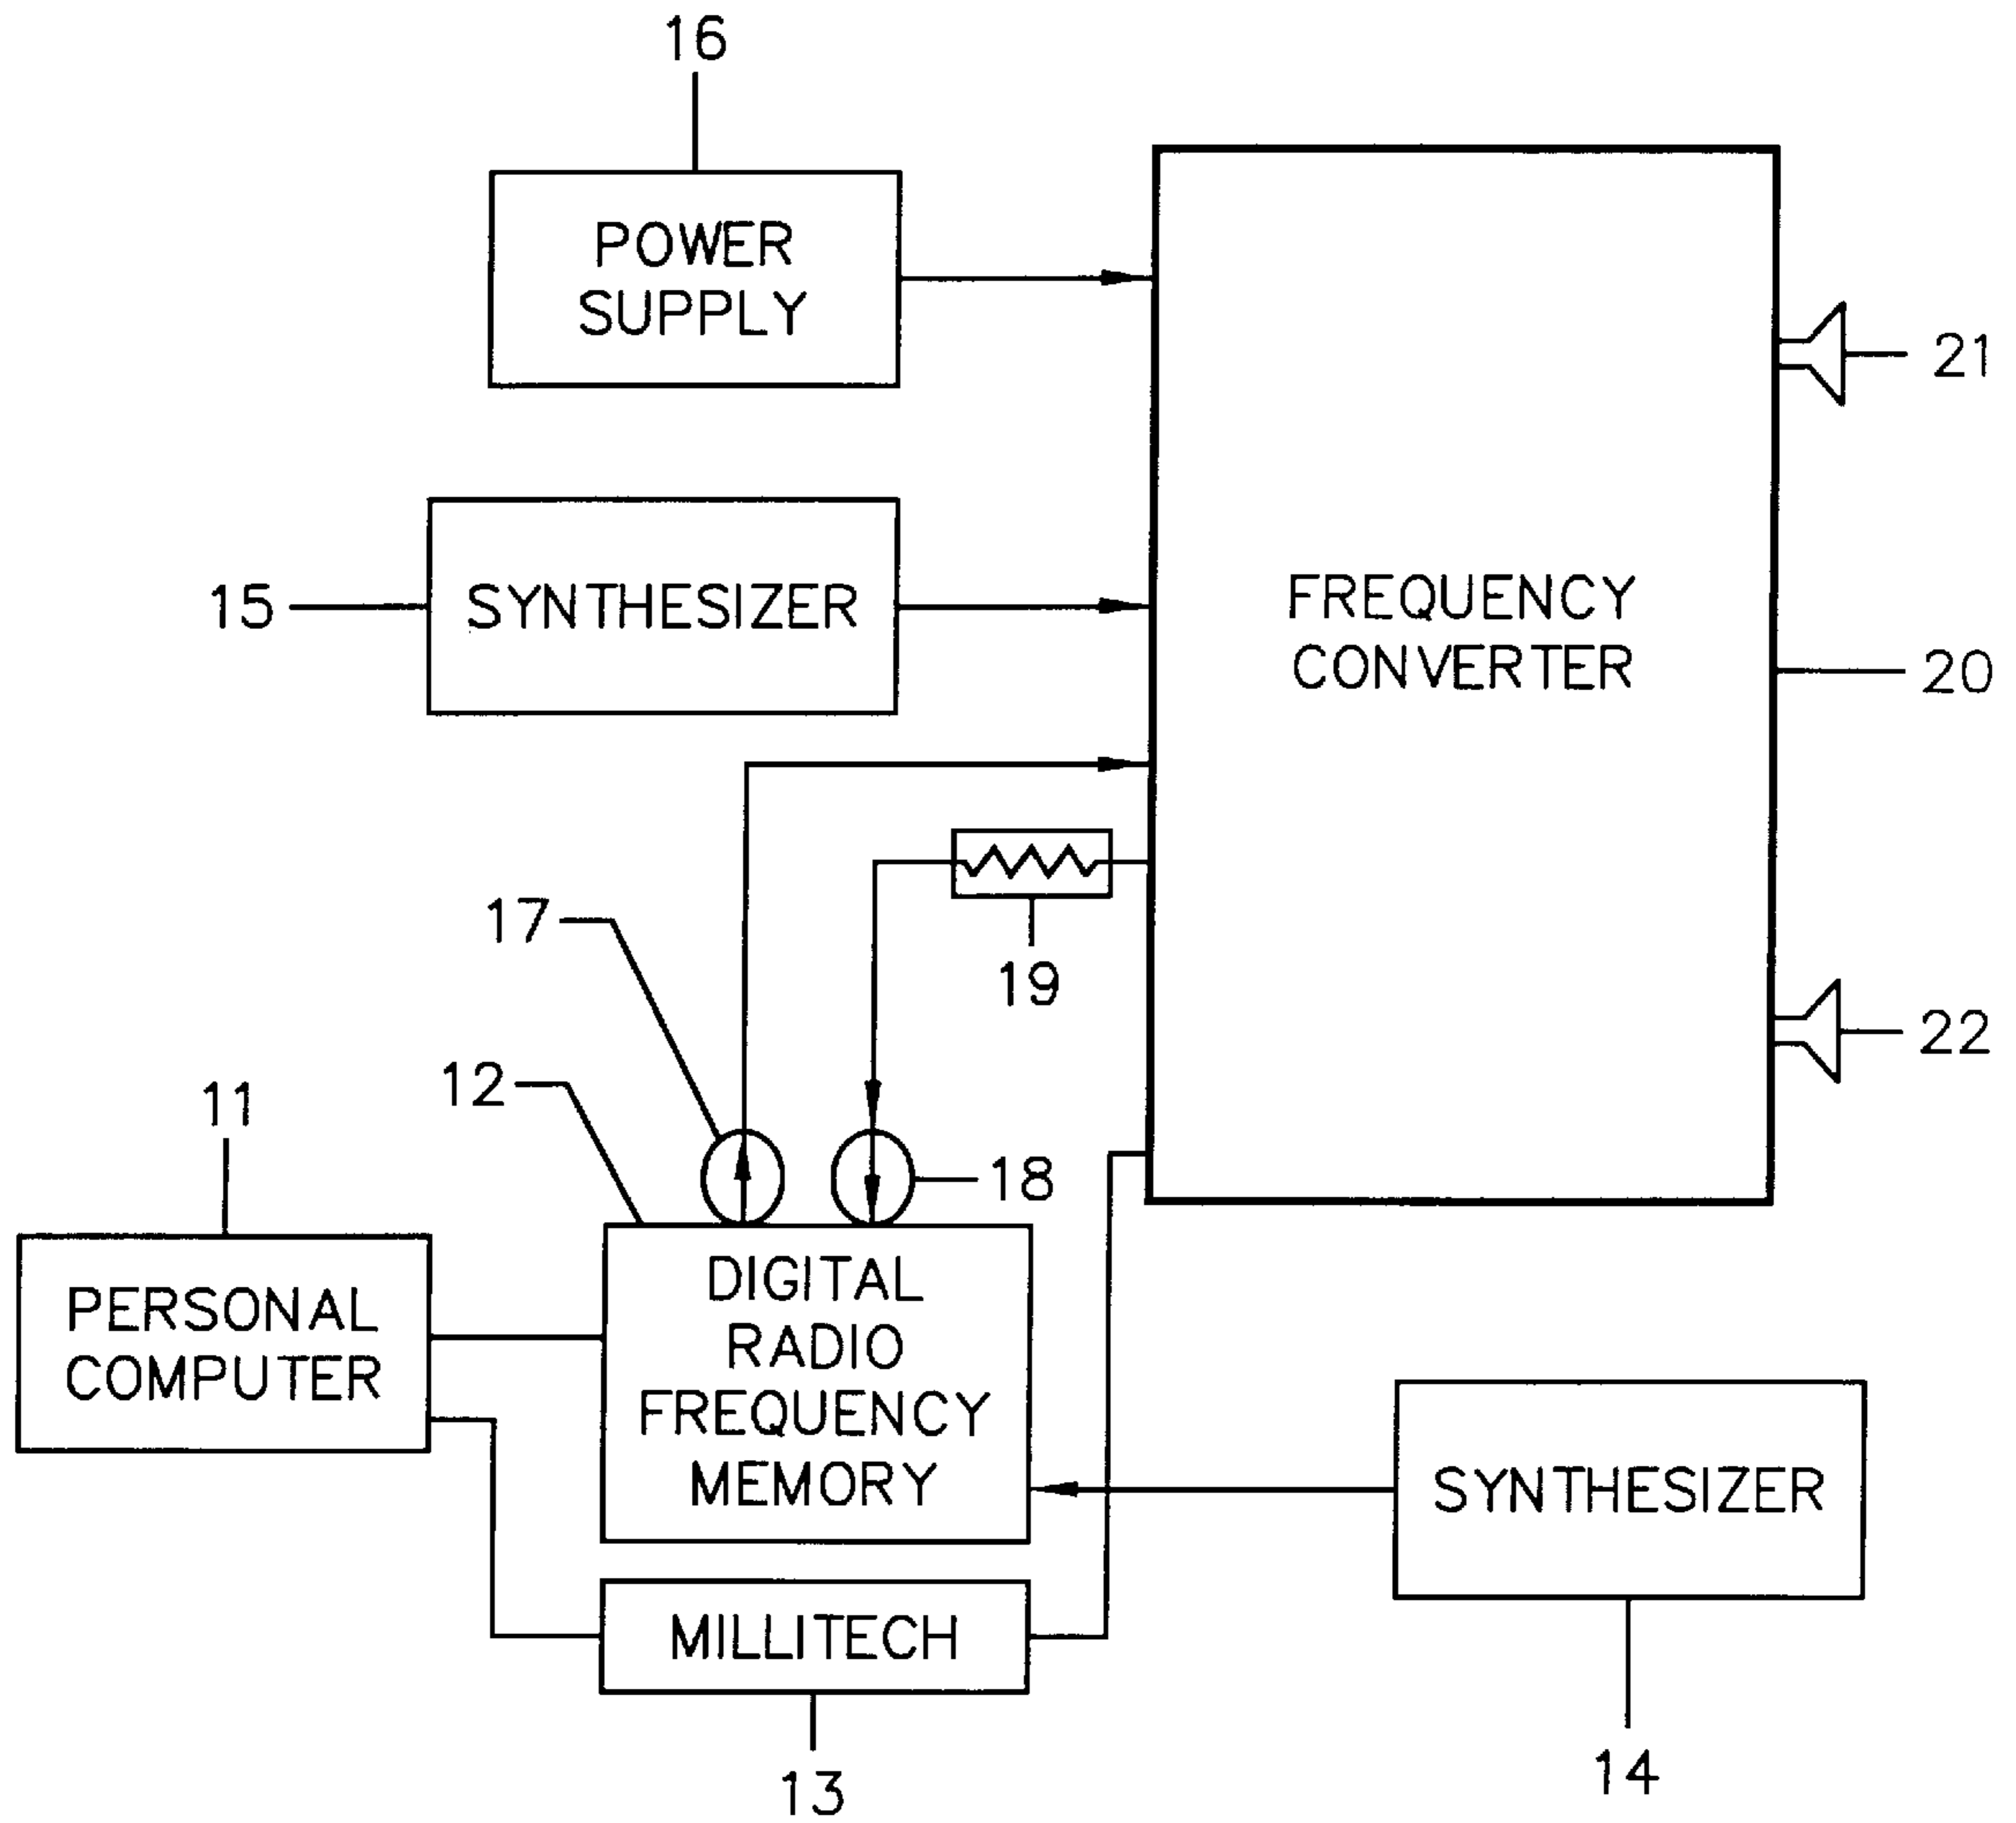 16
POWER
SUPPLY
21
15
SYNTHESIZER
FREQUENCY
CONVERTER
20
17
19
12
22
11
18
PERSONAL
COMPUTER
DIGITAL
RADIO
FREQUENCY
MEMORY
SYNTHESIZER
MILLITECH
13
14